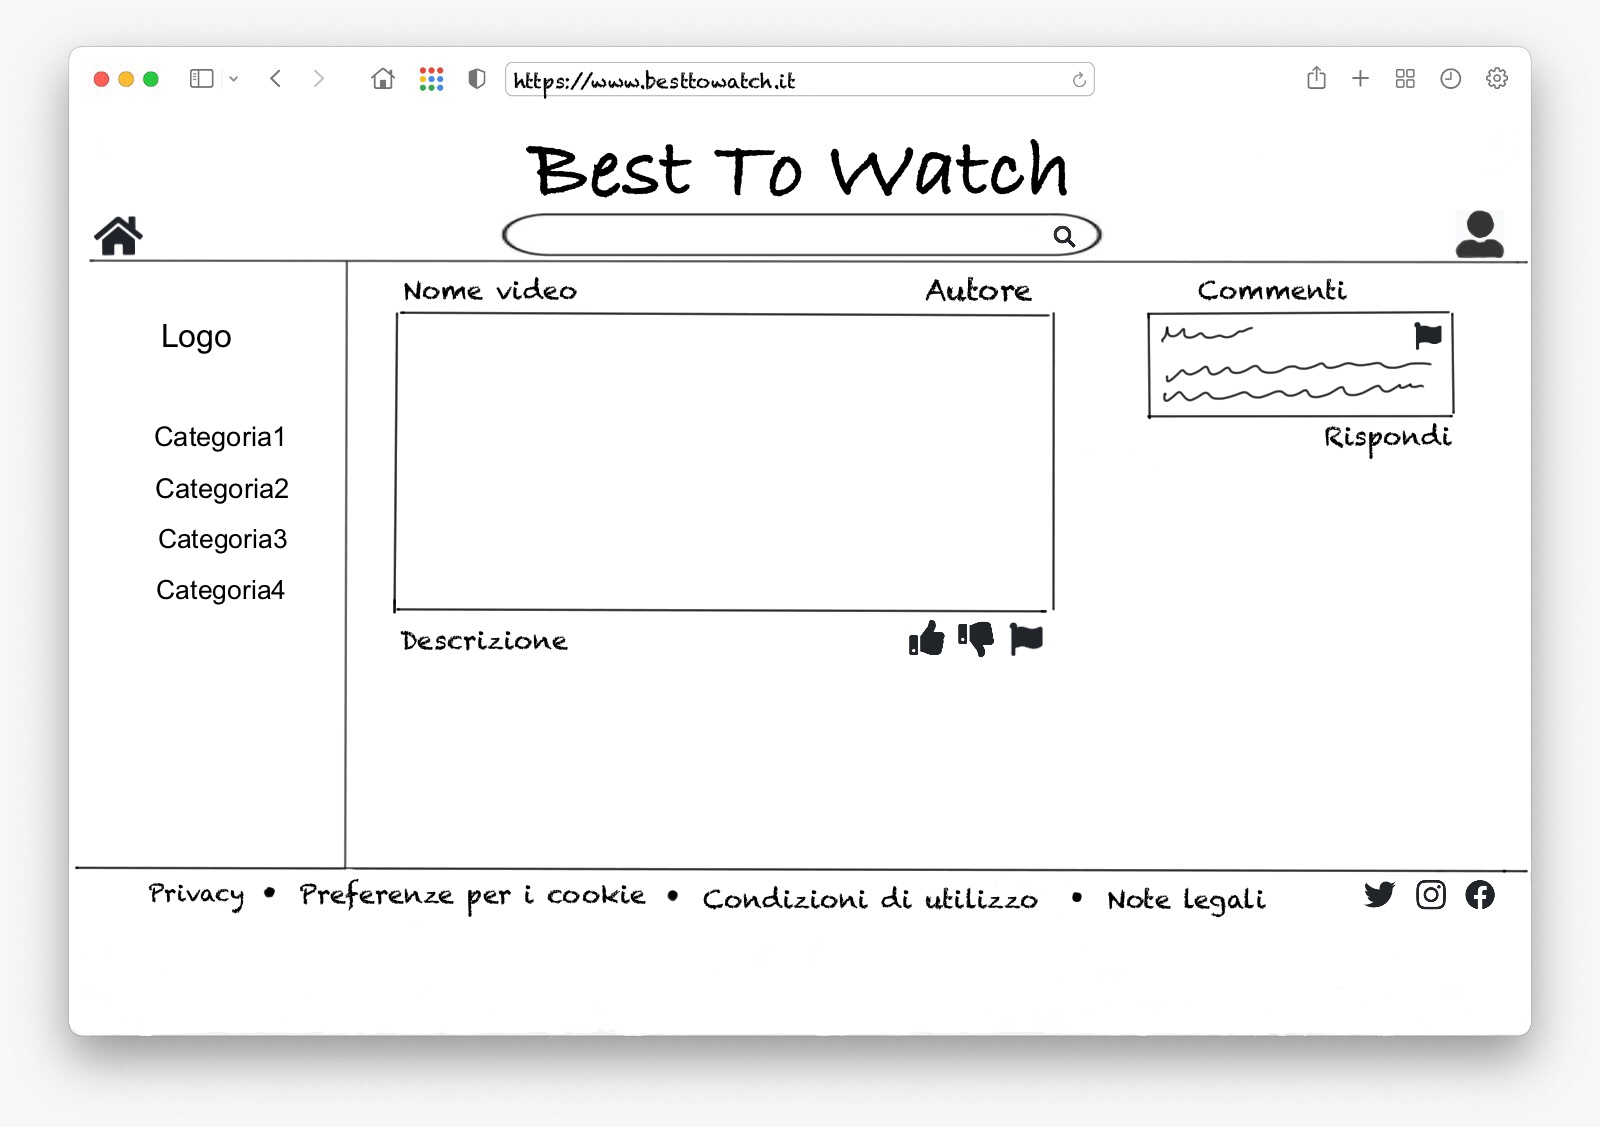 https://www.besttowatch.it
Best To Watch
Logo
Categoria1
Categoria2
Categoria3
Categoria4
Nome video
Autore
Descrizione
Commenti
Rispondi
Privacy • Preferenze per i cookie • Condizioni di utilizzo • Note legali